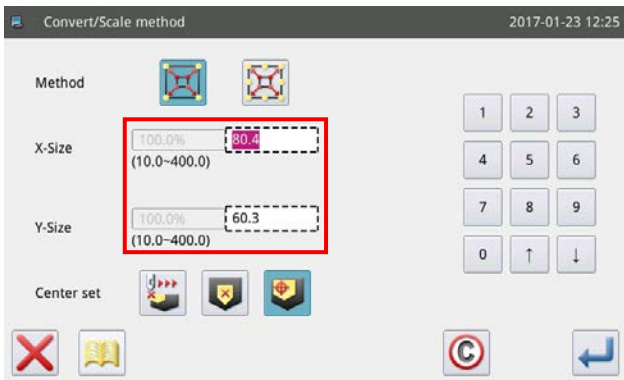 Convert/Scale method 2017-01-23 12:25
Method
X-Size 100.0% 80.4
(10.0~400.0)
Y-Size 100.0% 60.3
(10.0~400.0)
Center set
1 2 3
4 5 6
7 8 9
0 ↑ ↓
C